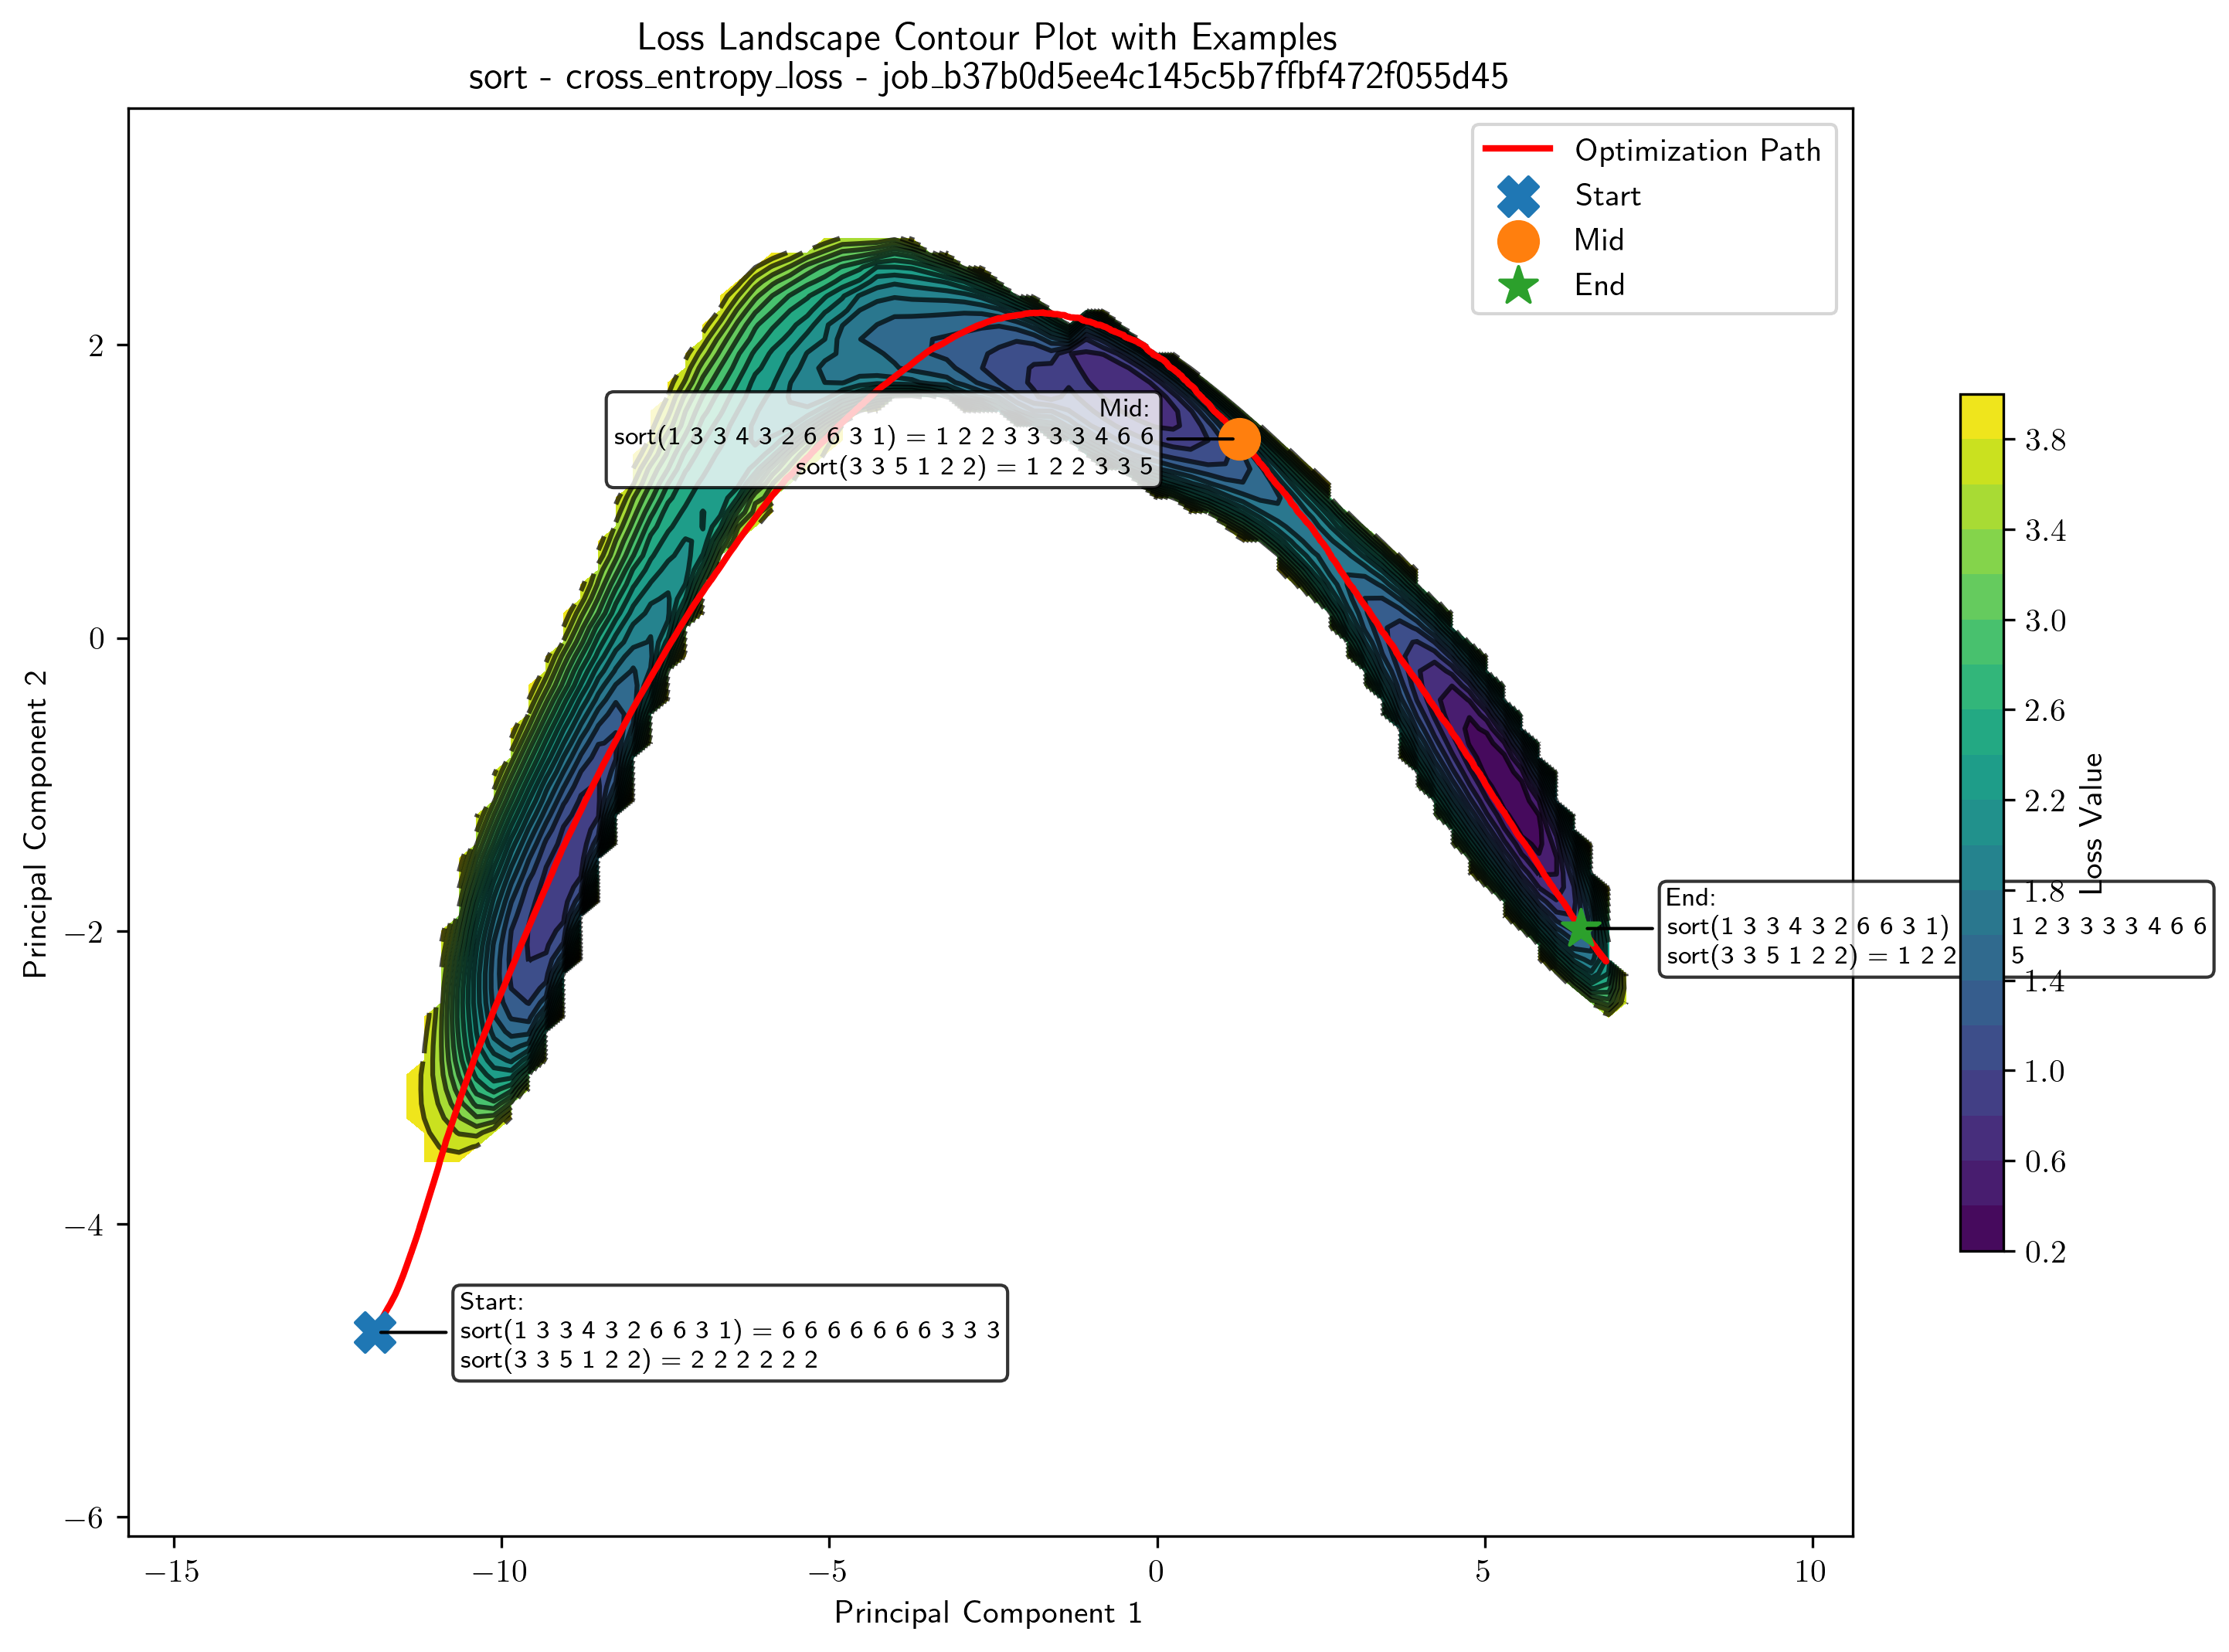 Loss Landscape Contour Plot with Examples
sort - cross_entropy_loss - job_b37b0d5ee4c145c5b7ffbf472f055d45
Optimization Path
Start
Mid
End
Mid:
sort(1 3 3 4 3 2 6 6 3 1) = 1 2 2 3 3 3 3 4 6 6
sort(3 3 5 1 2 2) = 1 2 2 3 3 5
End:
sort(1 3 3 4 3 2 6 6 3 1) 1 2 3 3 3 3 4 6 6
sort(3 3 5 1 2 2) = 1 2 2 5
Start:
sort(1 3 3 4 3 2 6 6 3 1) = 6 6 6 6 6 6 6 3 3 3
sort(3 3 5 1 2 2) = 2 2 2 2 2 2
2
0
−2
−4
−6
Principal Component 2
−15
−10
−5
0
5
10
Principal Component 1
3.8
3.4
3.0
2.6
2.2
1.8
1.4
1.0
0.6
0.2
Loss Value